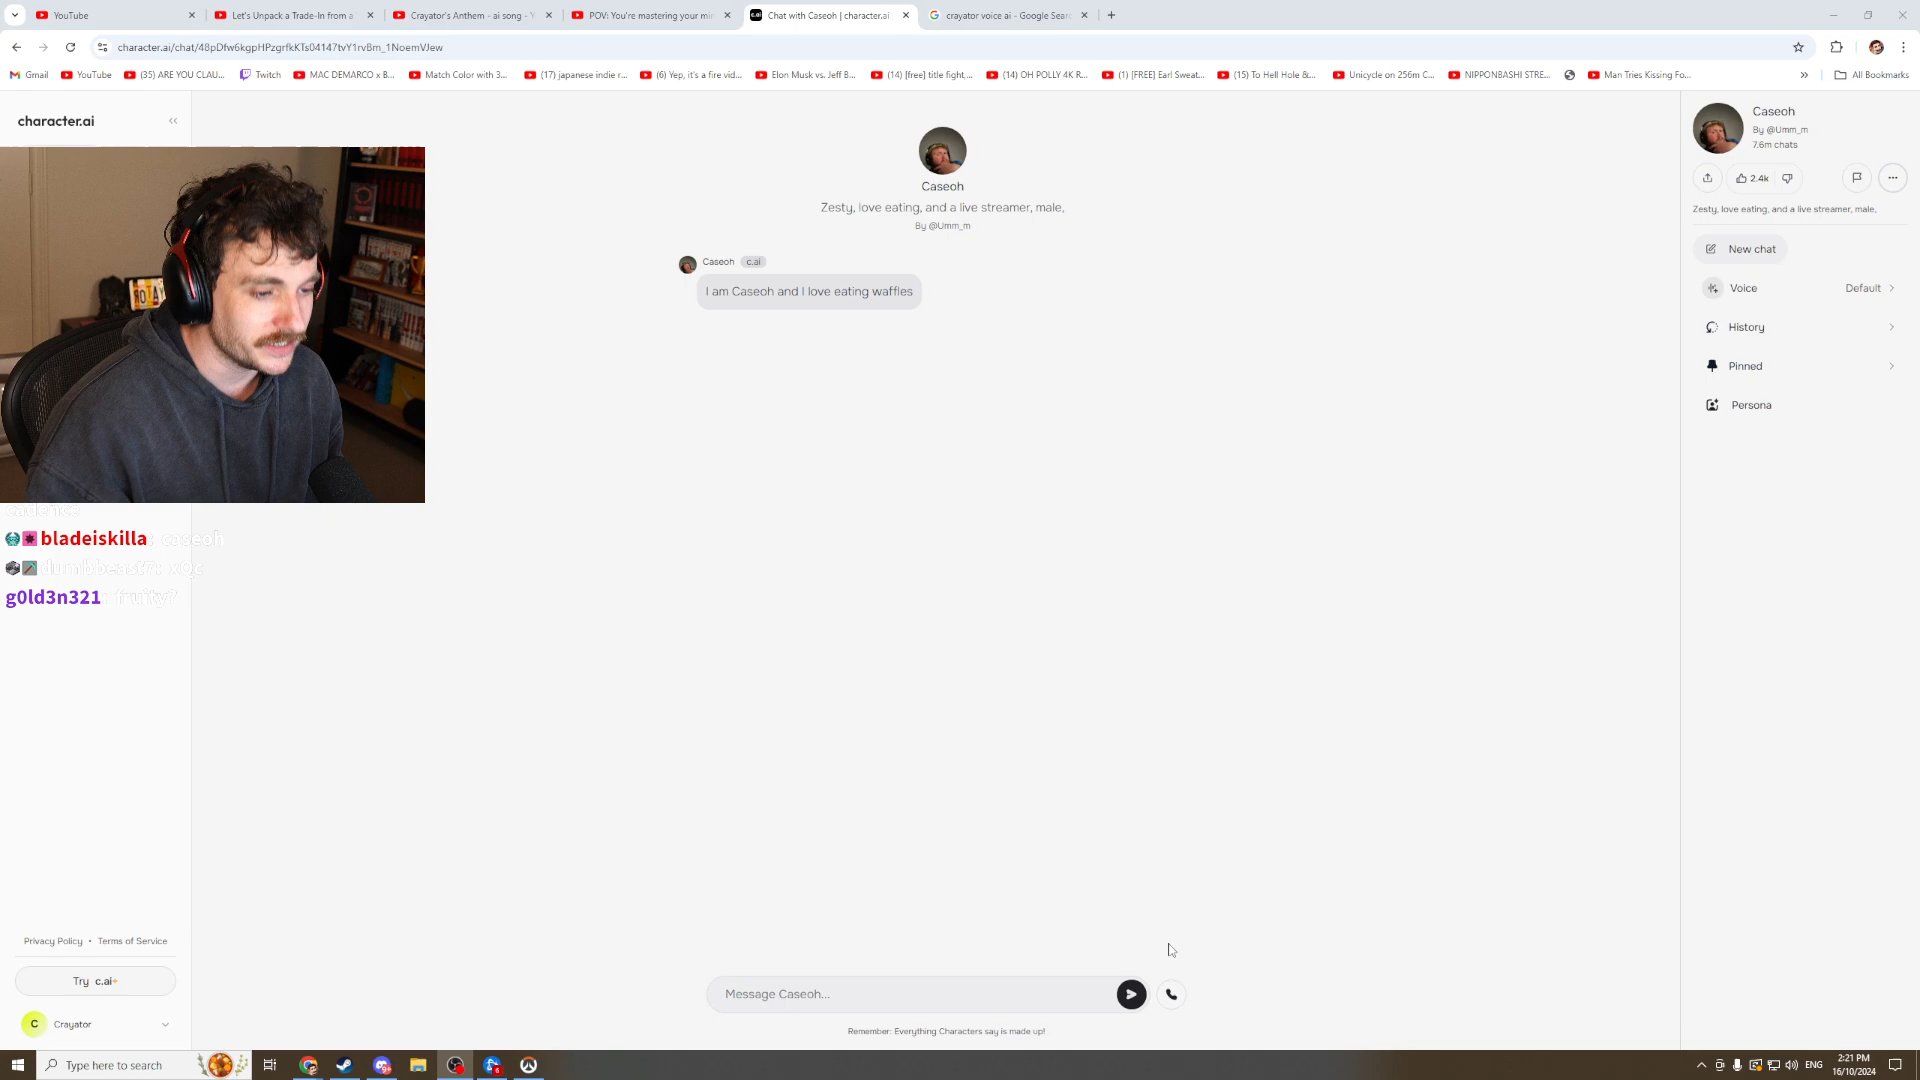 YouTube
Let's Unpack a Trade-In from a
Crayator's Anthem - ai song - Y
POV: You're mastering your mi
c.ai
Chat with Caseoh | character.ai
crayator voice ai - Google Sear
character.ai/chat/48pDfw6kgpHPzgrfkKTs04147tvY1rvBm_1NoemVJew
Gmail
YouTube
(35) ARE YOU CLAU...
Twitch
MAC DEMARCO x B...
Match Color with 3...
(17) japanese indie r...
(6) Yep, it's a fire vid...
Elon Musk vs. Jeff B...
(14) [free] title fight,...
(14) OH POLLY 4K R...
(1) [FREE] Earl Sweat...
(15) To Hell Hole &...
Unicycle on 256m C...
NIPPONBASHI STRE...
Man Tries Kissing Fo...
»
All Bookmarks
character.ai
cadence
bladeiskilla: caseoh
dumbbeast7: xQc
g0ld3n321: fruity?
Privacy Policy • Terms of Service
Try c.ai+
C
Crayator
Caseoh
Zesty, love eating, and a live streamer, male,
By @Umm_m
Caseoh
c.ai
I am Caseoh and I love eating waffles
Message Caseoh...
Remember: Everything Characters say is made up!
Caseoh
By @Umm_m
7.6m chats
2.4k
Zesty, love eating, and a live streamer, male,
New chat
Voice
Default
History
Pinned
Persona
Type here to search
6
ENG
2:21 PM
16/10/2024